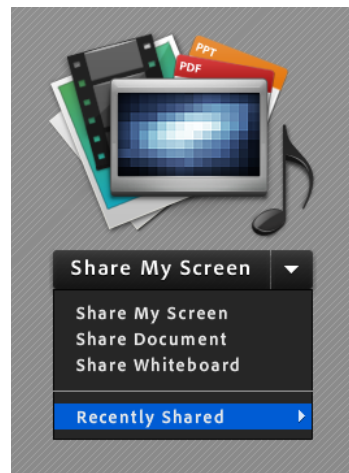 PPT
PDF
Share My Screen
Share My Screen
Share Document
Share Whiteboard
Recently Shared